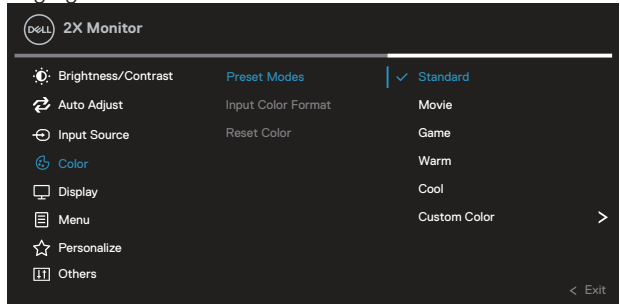 DELL 2X Monitor
Brightness/Contrast Preset Modes ✓ Standard
Auto Adjust Input Color Format Movie
Input Source Reset Color Game
Color Warm
Display Cool
Menu Custom Color >
Personalize
Others
< Exit